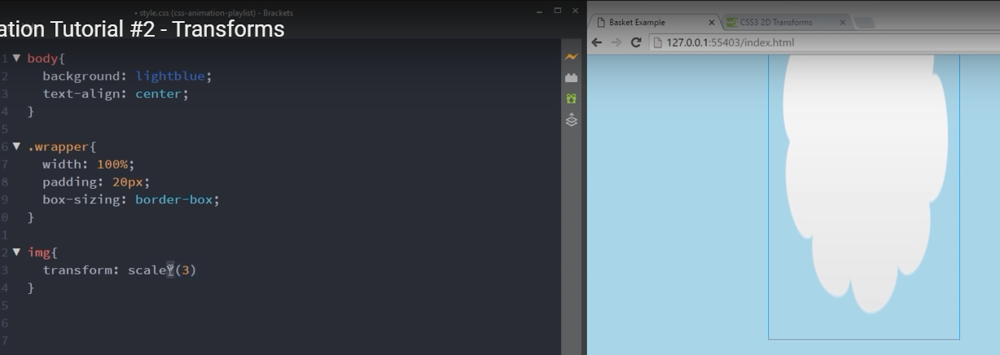 • style.css (css-animation-playlist) - Brackets
ation Tutorial #2 - Transforms
1 body{
2 background: lightblue;
3 text-align: center;
4 }
5
6 .wrapper{
7 width: 100%;
8 padding: 20px;
9 box-sizing: border-box;
0 }
1
2 img{
3 transform: scaleY(3)
4 }
5
6
7
Basket Example
CSS3 2D Transforms
127.0.0.1:55403/index.html